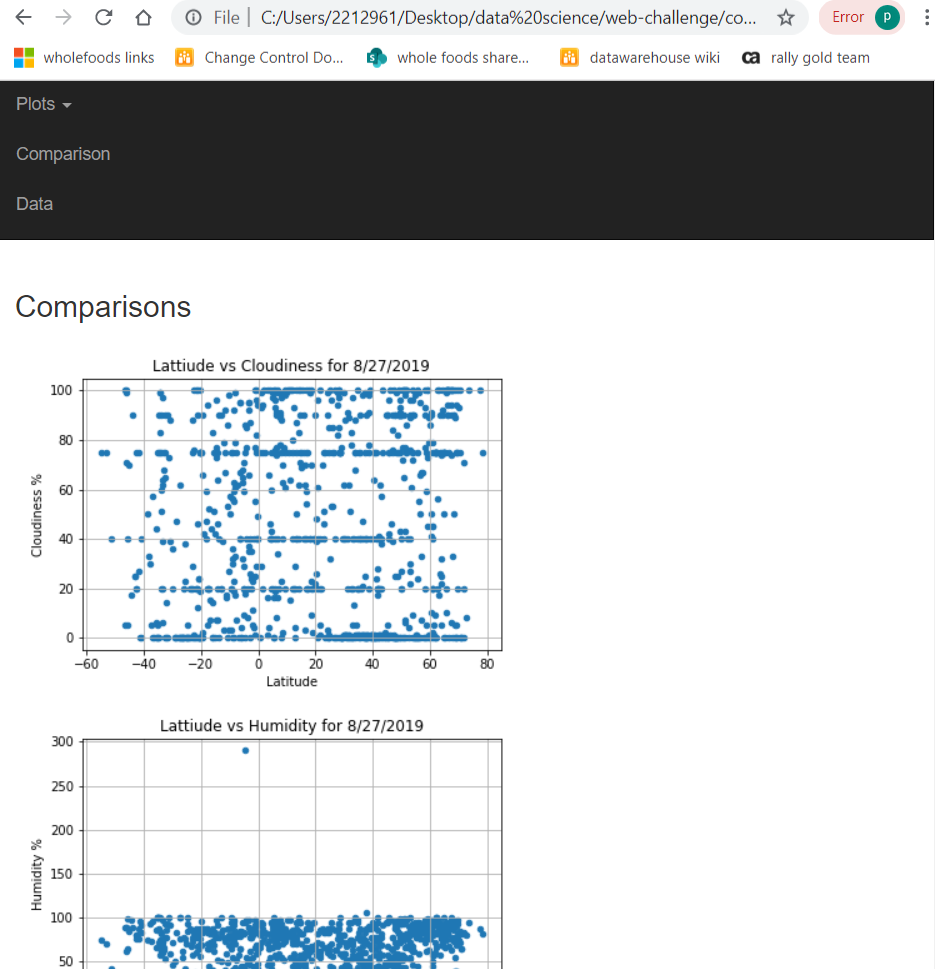 File | C:/Users/2212961/Desktop/data%20science/web-challenge/co... Error P
wholefoods links Change Control Do... whole foods share... datawarehouse wiki ca rally gold team
Plots
Comparison
Data
Comparisons
Lattiude vs Cloudiness for 8/27/2019
100
80
60
40
20
0
Cloudiness %
−60 −40 −20 0 20 40 60 80
Latitude
Lattiude vs Humidity for 8/27/2019
300
250
200
150
100
50
Humidity %